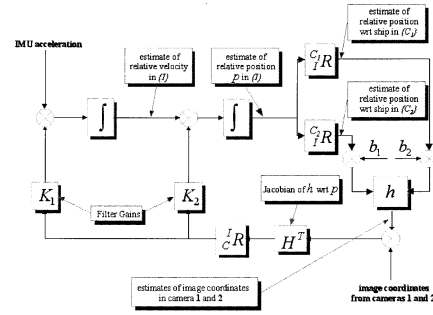 IMU acceleration
estimate of
relative velocity
in {I}
estimate of
relative position
p in {I}
estimate of
relative position
wrt ship in {C₁}
C₁
I R
∫
∫
estimate
of relative position
wrt ship in {C₂}
C₂
I R
b₁
b₂
K₁
K₂
Jacobian of h wrt p
h
Filter Gains
I
C R
Hᵀ
estimates of image coordinates
in camera 1 and 2
image coordinates
from cameras 1 and 2